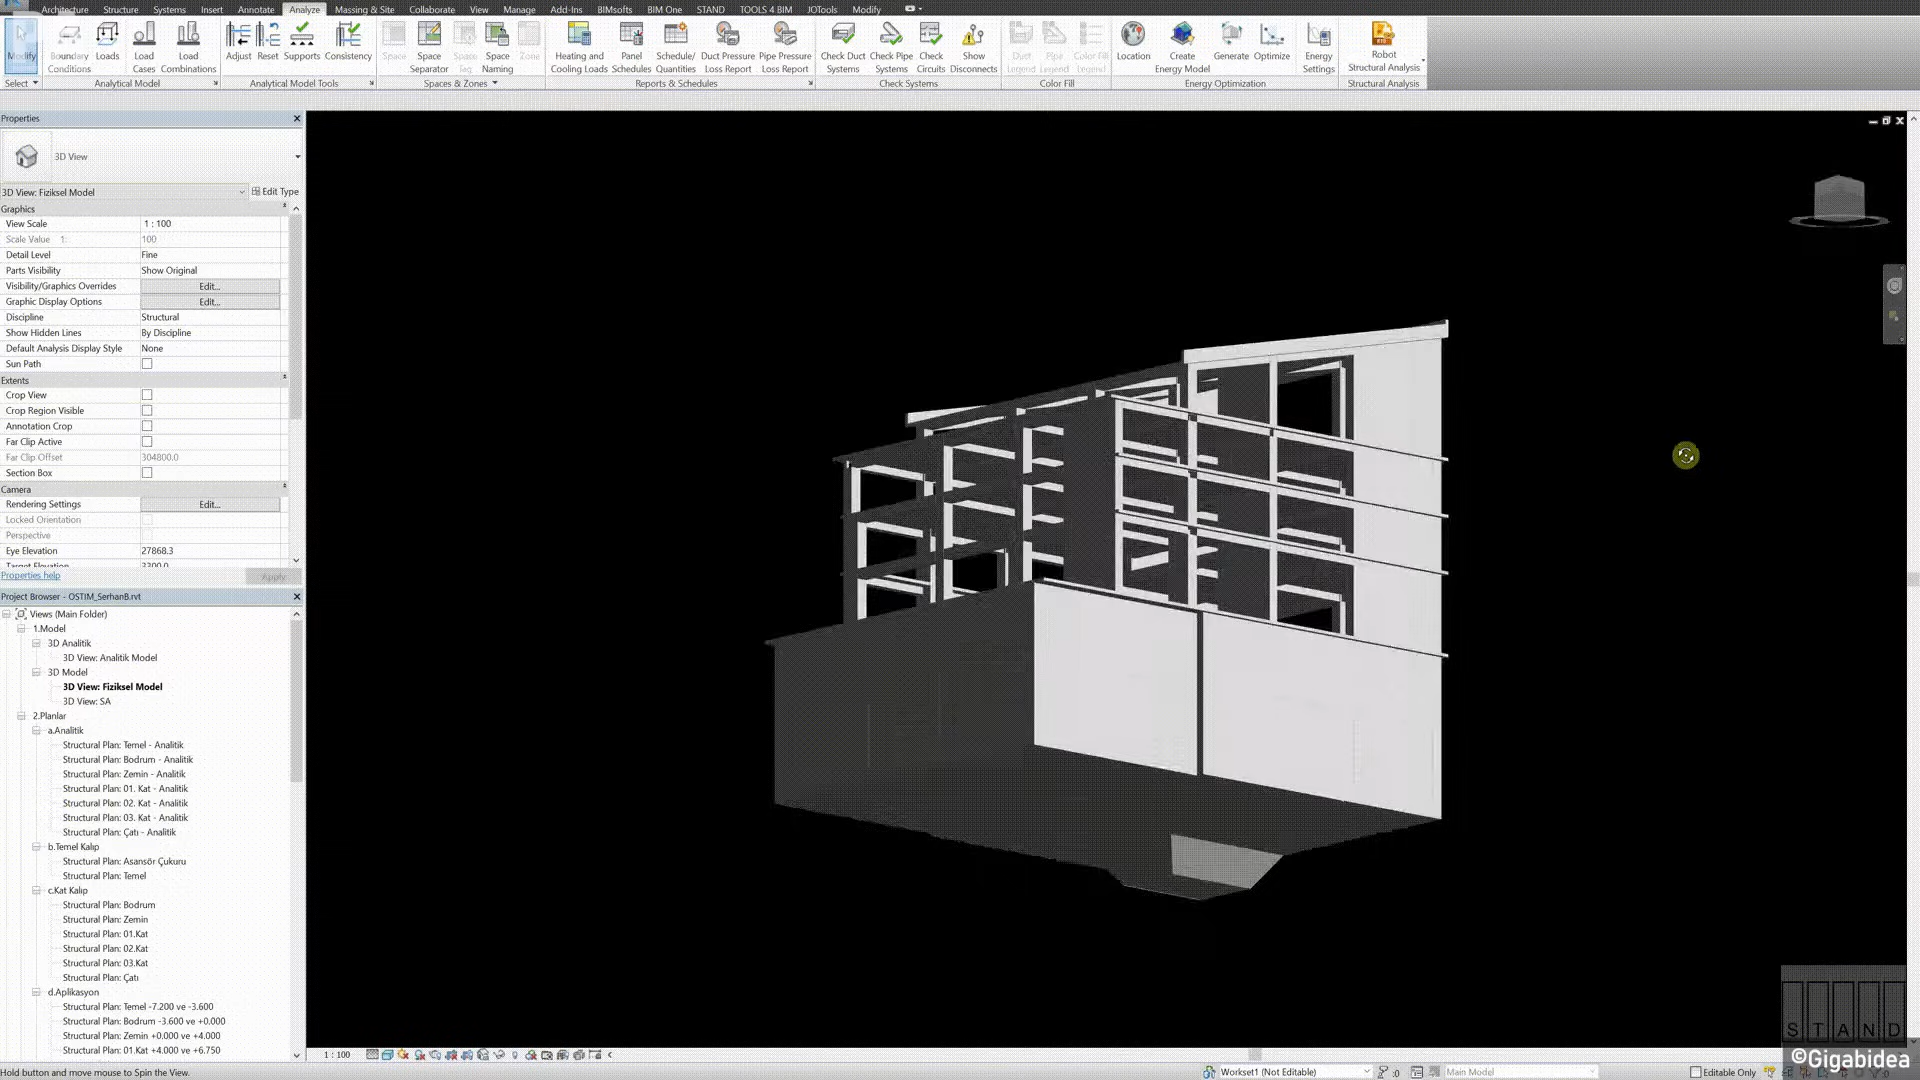 Architecture Structure Systems Insert Annotate Analyze Massing & Site Collaborate View Manage Add-Ins BIMsofts BIM One STAND TOOLS 4 BIM JOTools Modify
Modify Boundary Conditions Loads Load Cases Load Combinations Adjust Reset Supports Consistency Space Space Separator Space Tag Space Naming Zone Heating and Cooling Loads Panel Schedules Schedule/ Quantities Duct Pressure Loss Report Pipe Pressure Loss Report Check Duct Systems Check Pipe Systems Check Circuits Show Disconnects Duct Legend Pipe Legend Color Fill Legend Location Create Energy Model Generate Optimize Energy Settings Robot Structural Analysis
Select Analytical Model Analytical Model Tools Spaces & Zones Reports & Schedules Check Systems Color Fill Energy Optimization Structural Analysis
Properties
3D View
3D View: Fiziksel Model Edit Type
Graphics
View Scale 1 : 100
Scale Value 1: 100
Detail Level Fine
Parts Visibility Show Original
Visibility/Graphics Overrides Edit...
Graphic Display Options Edit...
Discipline Structural
Show Hidden Lines By Discipline
Default Analysis Display Style None
Sun Path
Extents
Crop View
Crop Region Visible
Annotation Crop
Far Clip Active
Far Clip Offset 304800.0
Section Box
Camera
Rendering Settings Edit...
Locked Orientation
Perspective
Eye Elevation 27868.3
Target Elevation 3300.0
Properties help Apply
Project Browser - OSTIM_SerhanB.rvt
Views (Main Folder)
1.Model
3D Analitik
3D View: Analitik Model
3D Model
3D View: Fiziksel Model
3D View: SA
2.Planlar
a.Analitik
Structural Plan: Temel - Analitik
Structural Plan: Bodrum - Analitik
Structural Plan: Zemin - Analitik
Structural Plan: 01. Kat - Analitik
Structural Plan: 02. Kat - Analitik
Structural Plan: 03. Kat - Analitik
Structural Plan: Çatı - Analitik
b.Temel Kalıp
Structural Plan: Asansör Çukuru
Structural Plan: Temel
c.Kat Kalıp
Structural Plan: Bodrum
Structural Plan: Zemin
Structural Plan: 01.Kat
Structural Plan: 02.Kat
Structural Plan: 03.Kat
Structural Plan: Çatı
d.Aplikasyon
Structural Plan: Temel -7.200 ve -3.600
Structural Plan: Bodrum -3.600 ve +0.000
Structural Plan: Zemin +0.000 ve +4.000
Structural Plan: 01.Kat +4.000 ve +6.750
1 : 100
STAND
©Gigabidea
Hold button and move mouse to Spin the View. Workset1 (Not Editable) :0 Main Model Editable Only